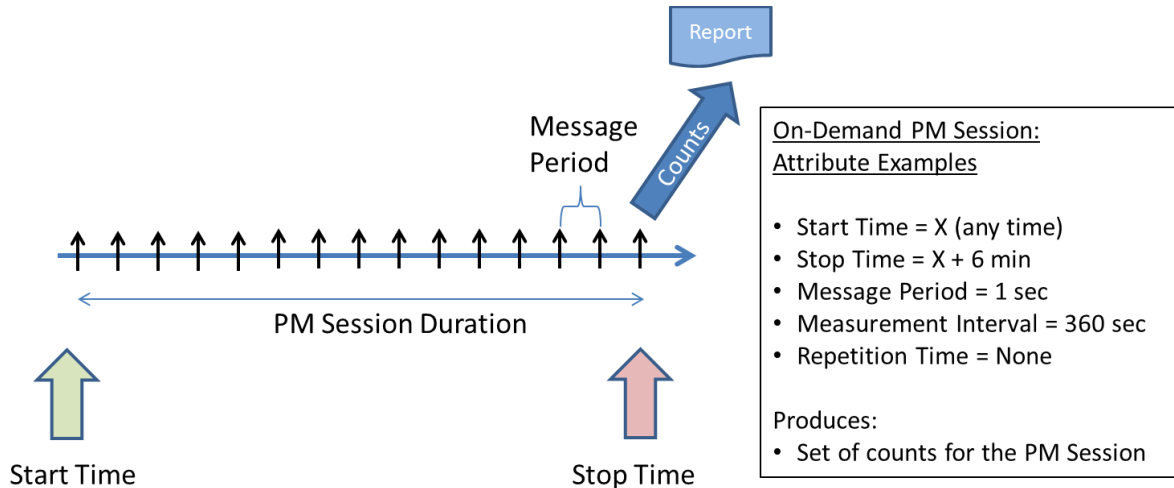 Report
Counts
Message
Period
PM Session Duration
Start Time
Stop Time
On-Demand PM Session:
Attribute Examples
• Start Time = X (any time)
• Stop Time = X + 6 min
• Message Period = 1 sec
• Measurement Interval = 360 sec
• Repetition Time = None
Produces:
• Set of counts for the PM Session